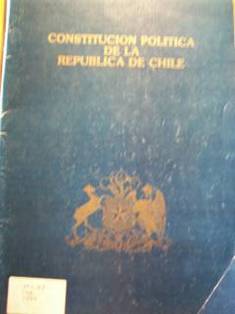 CONSTITUCION POLITICA
DE LA
REPUBLICA DE CHILE